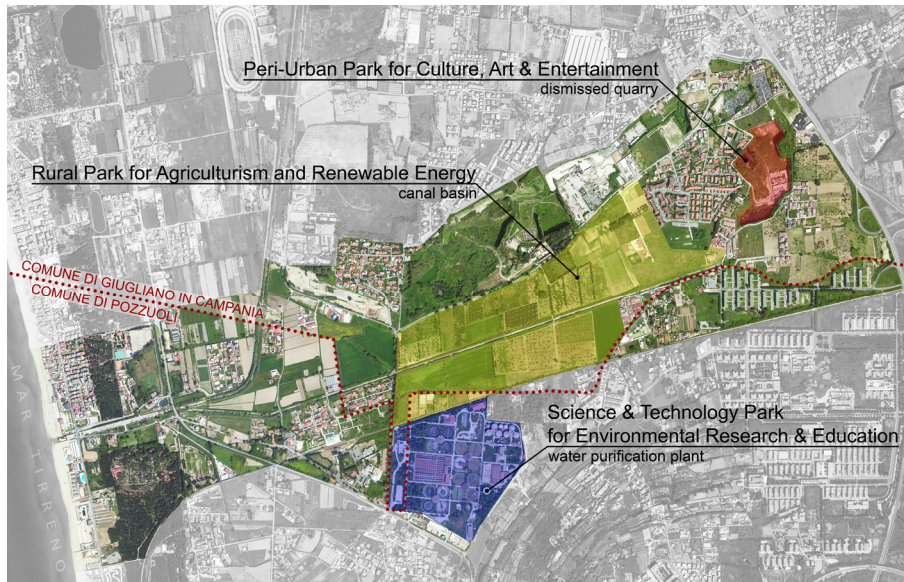 Peri-Urban Park for Culture, Art & Entertainment
dismissed quarry
Rural Park for Agriculturism and Renewable Energy
canal basin
COMUNE DI GIUGLIANO IN CAMPANIA
COMUNE DI POZZUOLI
MAR TIRRENO
Science & Technology Park
for Environmental Research & Education
water purification plant